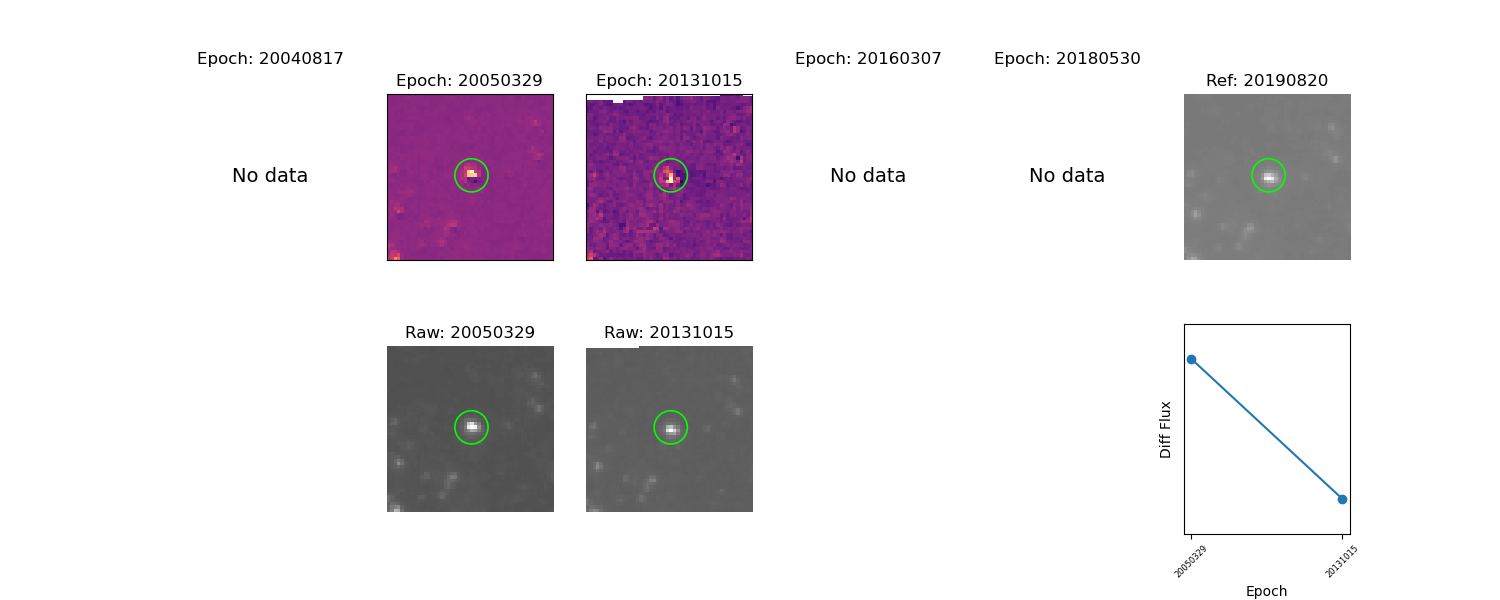 Epoch: 20040817
Epoch: 20050329
Epoch: 20131015
Epoch: 20160307
Epoch: 20180530
Ref: 20190820
No data
No data
No data
Raw: 20050329
Raw: 20131015
Diff Flux
20050329
20131015
Epoch